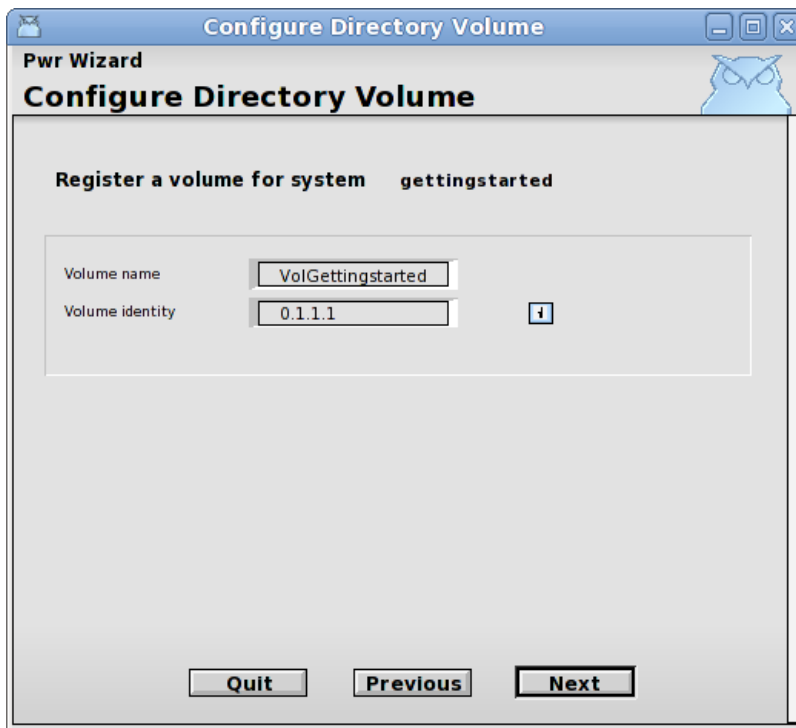 Configure Directory Volume
Pwr Wizard
Configure Directory Volume
Register a volume for system gettingstarted
Volume name VolGettingstarted
Volume identity 0.1.1.1
Quit Previous Next